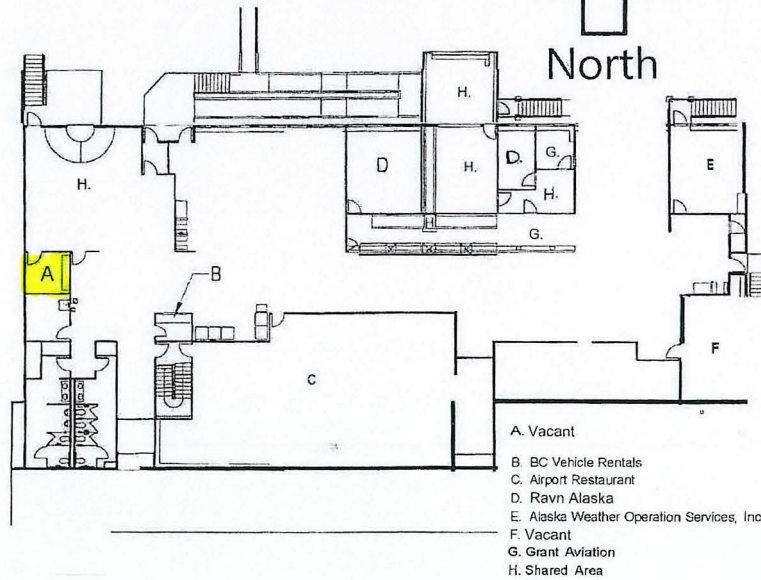 North
H.
D
H.
D.
G.
H.
E
H.
H
G.
A
B
F
C
A. Vacant
B. BC Vehicle Rentals
C. Airport Restaurant
D. Ravn Alaska
E. Alaska Weather Operation Services, Inc
F. Vacant
G. Grant Aviation
H. Shared Area